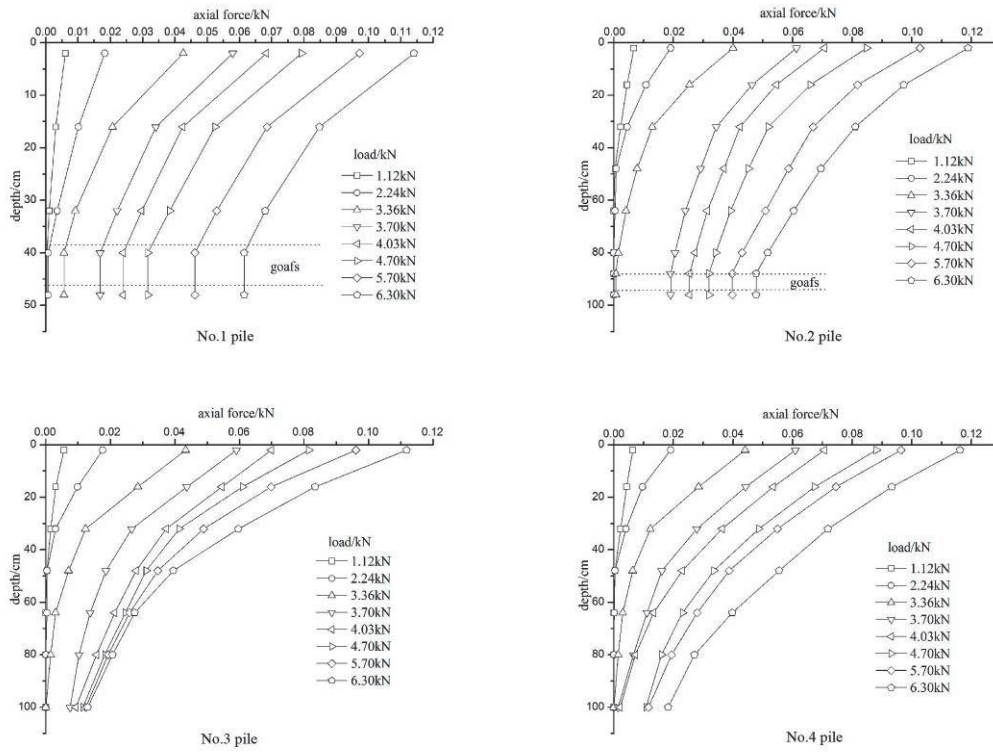 axial force/kN
0.00 0.01 0.02 0.03 0.04 0.05 0.06 0.07 0.08 0.09 0.10 0.11 0.12
0
10
20
30
40
50
depth/cm
load/kN
1.12kN
2.24kN
3.36kN
3.70kN
4.03kN
4.70kN
5.70kN
6.30kN
goafs
No.1 pile
axial force/kN
0.00 0.02 0.04 0.06 0.08 0.10 0.12
0
20
40
60
80
100
depth/cm
load/kN
1.12kN
2.24kN
3.36kN
3.70kN
4.03kN
4.70kN
5.70kN
6.30kN
goafs
No.2 pile
axial force/kN
0.00 0.02 0.04 0.06 0.08 0.10 0.12
0
20
40
60
80
100
depth/cm
load/kN
1.12kN
2.24kN
3.36kN
3.70kN
4.03kN
4.70kN
5.70kN
6.30kN
No.3 pile
axial force/kN
0.00 0.02 0.04 0.06 0.08 0.10 0.12
0
20
40
60
80
100
depth/cm
load/kN
1.12kN
2.24kN
3.36kN
3.70kN
4.03kN
4.70kN
5.70kN
6.30kN
No.4 pile